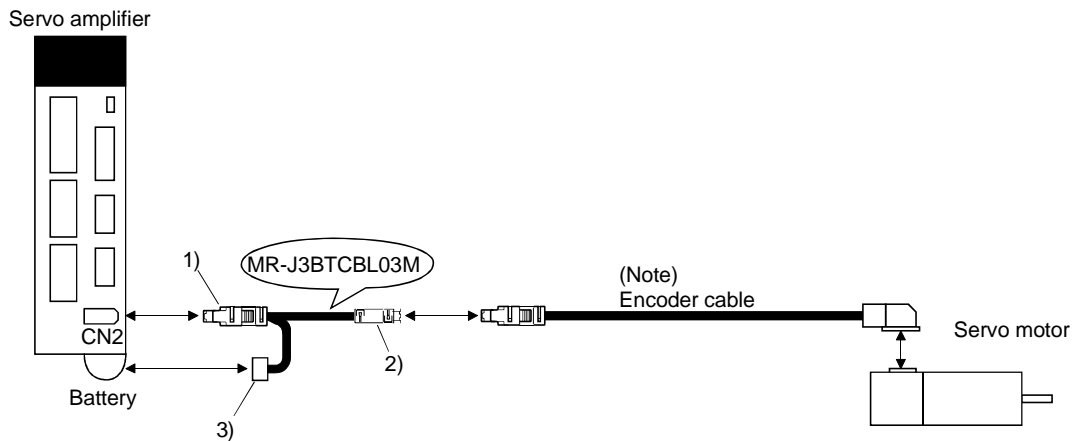 Servo amplifier
1)
MR-J3BTCBL03M
(Note)
Encoder cable
CN2
2)
Servo motor
Battery
3)